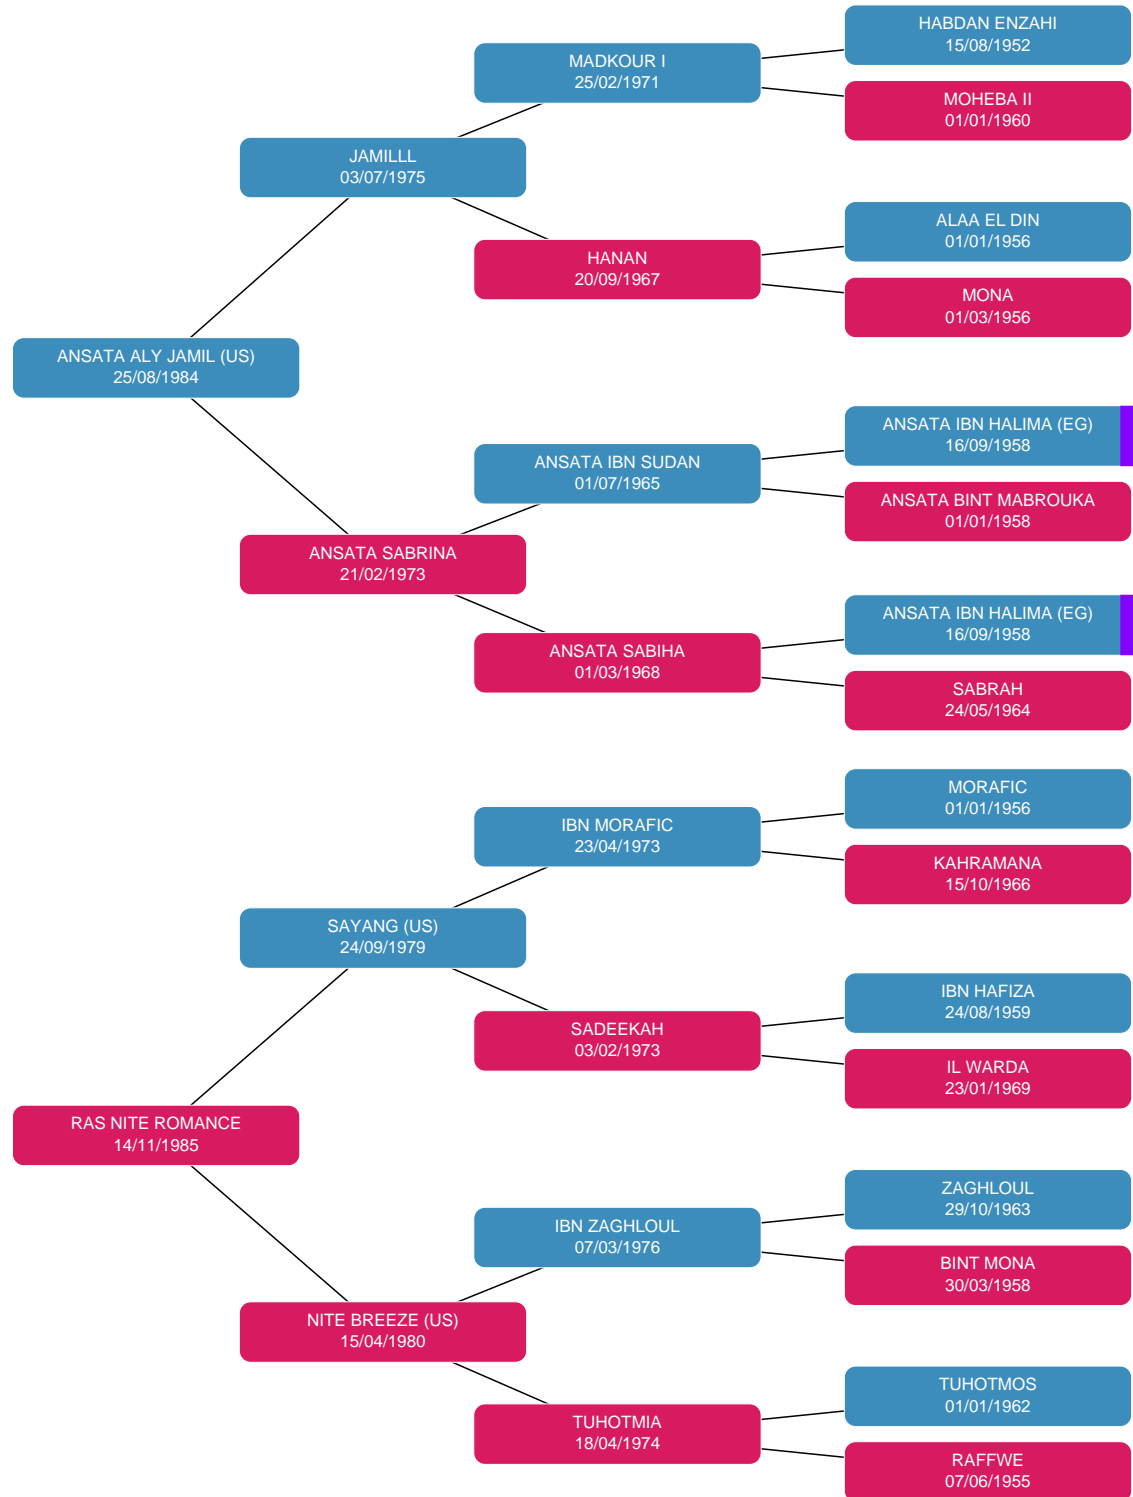 HABDAN ENZAHI
15/08/1952
MADKOUR I
25/02/1971
MOHEBA II
01/01/1960
JAMILLL
03/07/1975
ALAA EL DIN
01/01/1956
HANAN
20/09/1967
MONA
01/03/1956
ANSATA ALY JAMIL (US)
25/08/1984
ANSATA IBN HALIMA (EG)
16/09/1958
ANSATA IBN SUDAN
01/07/1965
ANSATA BINT MABROUKA
01/01/1958
ANSATA SABRINA
21/02/1973
ANSATA IBN HALIMA (EG)
16/09/1958
ANSATA SABIHA
01/03/1968
SABRAH
24/05/1964
MORAFIC
01/01/1956
IBN MORAFIC
23/04/1973
KAHRAMANA
15/10/1966
SAYANG (US)
24/09/1979
IBN HAFIZA
24/08/1959
SADEEKAH
03/02/1973
IL WARDA
23/01/1969
RAS NITE ROMANCE
14/11/1985
ZAGHLOUL
29/10/1963
IBN ZAGHLOUL
07/03/1976
BINT MONA
30/03/1958
NITE BREEZE (US)
15/04/1980
TUHOTMOS
01/01/1962
TUHOTMIA
18/04/1974
RAFFWE
07/06/1955